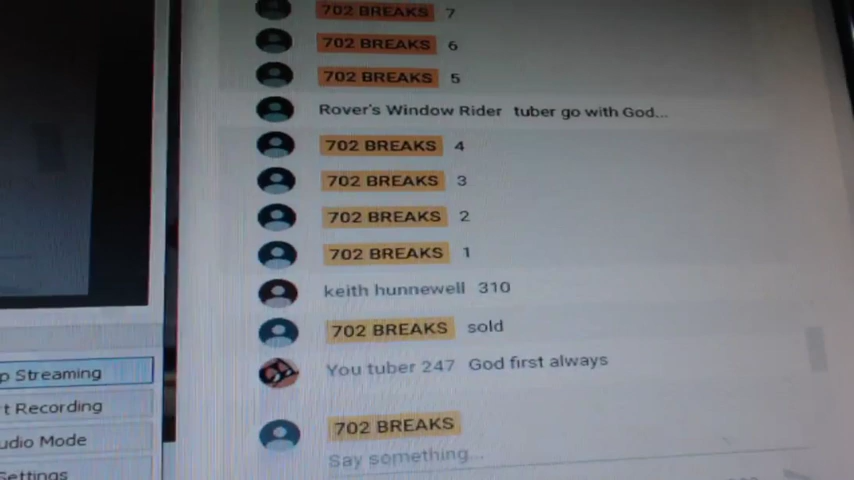 702 BREAKS 7
702 BREAKS 6
702 BREAKS 5
Rover's Window Rider tuber go with God...
702 BREAKS 4
702 BREAKS 3
702 BREAKS 2
702 BREAKS 1
keith hunnewell 310
702 BREAKS sold
You tuber 247 God first always
702 BREAKS
Say something...
p Streaming
t Recording
udio Mode
Settings